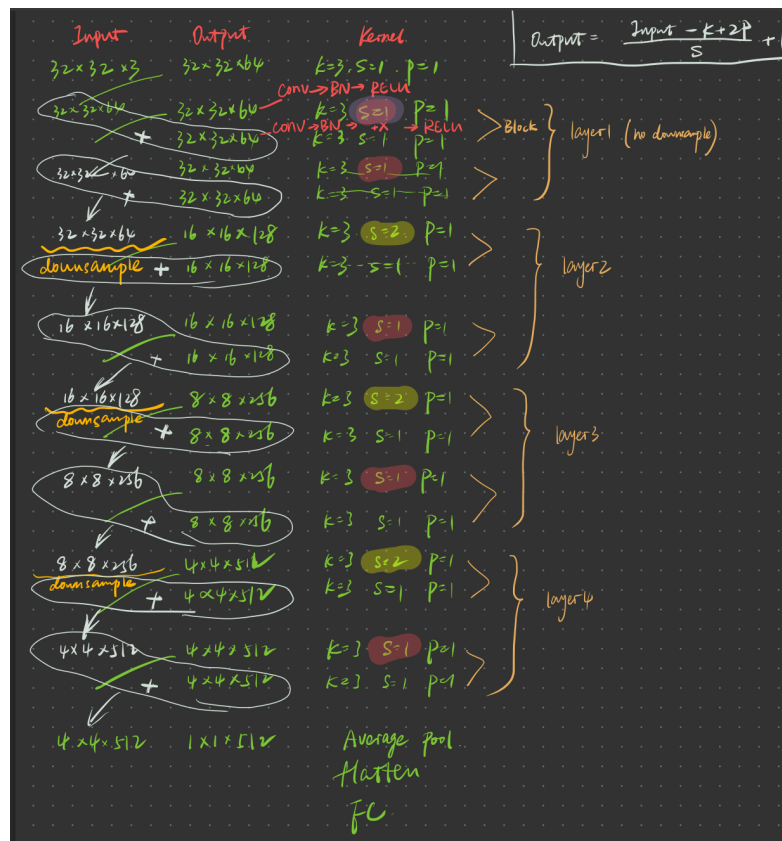 Input Output Kernel Output = Input - K + 2P / S +
32×32×3 32×32×64 K=3. S=1. P=1
Conv→BN→RELU
32×32×64 32×32×64 K=3 S=1 P=1
Conv→BN→ +X →RELU Block layer1 (no downsample)
+ 32×32×64 K=3 S=1 P=1
32×32×64 32×32×64 K=3 S=1 P=1
+ 32×32×64 K=3 S=1 P=1
32×32×64 16×16×128 K=3 S=2 P=1
downsample + 16×16×128 K=3 S=1 P=1 layer2
16×16×128 16×16×128 K=3 S=1 P=1
+ 16×16×128 K=3 S=1 P=1
16×16×128 8×8×256 K=3 S=2 P=1
downsample + 8×8×256 K=3 S=1 P=1 layer3
8×8×256 8×8×256 K=3 S=1 P=1
+ 8×8×256 K=3 S=1 P=1
8×8×256 4×4×512 K=3 S=2 P=1
downsample + 4×4×512 K=3 S=1 P=1 layer4
4×4×512 4×4×512 K=3 S=1 P=1
+ 4×4×512 K=3 S=1 P=1
4×4×512 1×1×512 Average pool
Flatten
FC